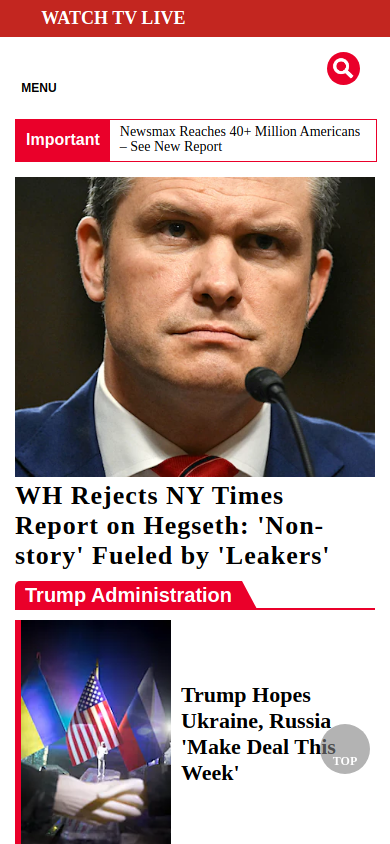 WATCH TV LIVE
MENU
Important
Newsmax Reaches 40+ Million Americans
– See New Report
WH Rejects NY Times
Report on Hegseth: 'Non-
story' Fueled by 'Leakers'
Trump Administration
Trump Hopes
Ukraine, Russia
'Make Deal This
Week'
TOP